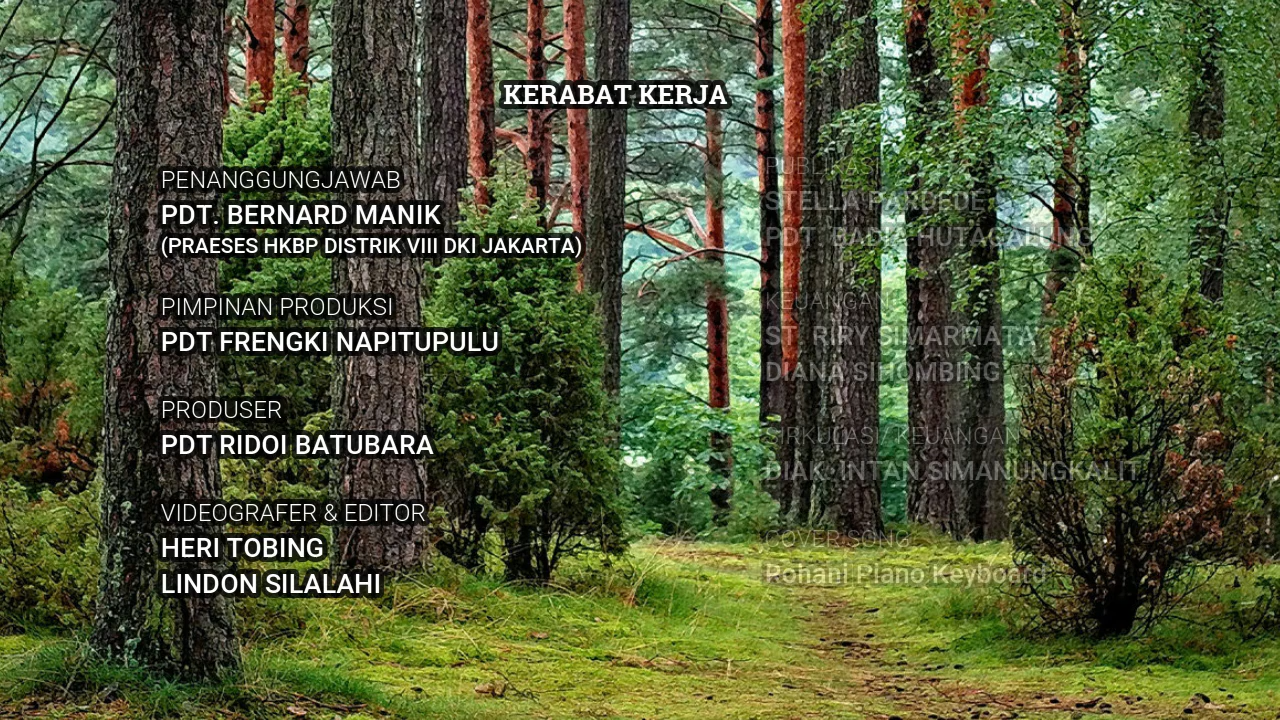 KERABAT KERJA
PENANGGUNGJAWAB
PDT. BERNARD MANIK
(PRAESES HKBP DISTRIK VIII DKI JAKARTA)
PIMPINAN PRODUKSI
PDT FRENGKI NAPITUPULU
PRODUSER
PDT RIDOI BATUBARA
VIDEOGRAFER & EDITOR
HERI TOBING
LINDON SILALAHI
PUBLIKASI
STELLA PARDEDE
PDT. BADIA HUTAGALUNG
KEUANGAN
ST. RIRY SIMARMATA
DIANA SIHOMBING
SIRKULASI/ KEUANGAN
DIAK. INTAN SIMANUNGKALIT
COVER SONG
Rohani Piano Keyboard